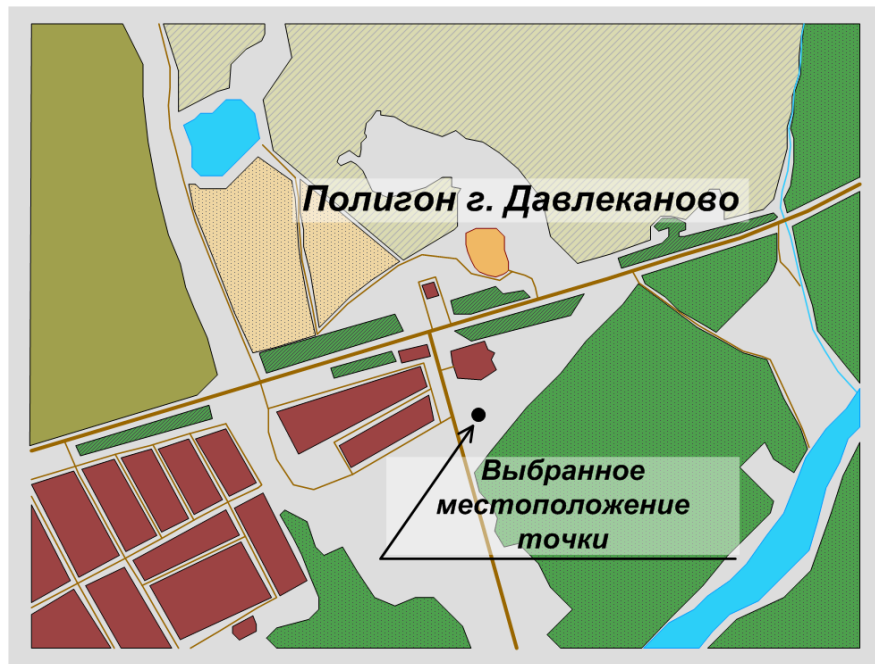 Полигон г. Давлеканово
Выбранное
местоположение
точки